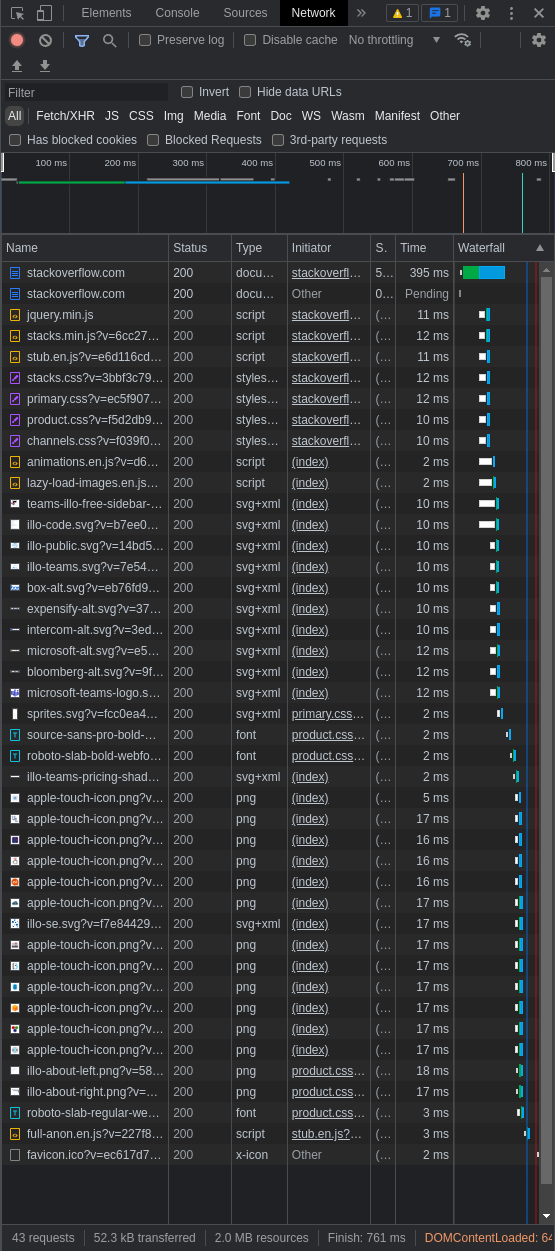 Elements Console Sources Network » 1 1
Preserve log Disable cache No throttling
Filter Invert Hide data URLs
All Fetch/XHR JS CSS Img Media Font Doc WS Wasm Manifest Other
Has blocked cookies Blocked Requests 3rd-party requests
100 ms 200 ms 300 ms 400 ms 500 ms 600 ms 700 ms 800 ms
Name Status Type Initiator S. Time Waterfall
stackoverflow.com 200 docu... stackoverfl... 5... 395 ms
stackoverflow.com 200 docu... Other 0... Pending
jquery.min.js 200 script stackoverfl... (... 11 ms
stacks.min.js?v=6cc27... 200 script stackoverfl... (... 12 ms
stub.en.js?v=e6d116cd... 200 script stackoverfl... (... 11 ms
stacks.css?v=3bbf3c79... 200 styles... stackoverfl... (... 12 ms
primary.css?v=ec5f907... 200 styles... stackoverfl... (... 12 ms
product.css?v=f5d2db9... 200 styles... stackoverfl... (... 10 ms
channels.css?v=f039f0... 200 styles... stackoverfl... (... 10 ms
animations.en.js?v=d6... 200 script (index) (... 2 ms
lazy-load-images.en.js... 200 script (index) (... 2 ms
teams-illo-free-sidebar-... 200 svg+xml (index) (... 10 ms
illo-code.svg?v=b7ee0... 200 svg+xml (index) (... 10 ms
illo-public.svg?v=14bd5... 200 svg+xml (index) (... 10 ms
illo-teams.svg?v=7e54... 200 svg+xml (index) (... 10 ms
box-alt.svg?v=eb76fd9... 200 svg+xml (index) (... 10 ms
expensify-alt.svg?v=37... 200 svg+xml (index) (... 10 ms
intercom-alt.svg?v=3ed... 200 svg+xml (index) (... 10 ms
microsoft-alt.svg?v=e5... 200 svg+xml (index) (... 12 ms
bloomberg-alt.svg?v=9f... 200 svg+xml (index) (... 12 ms
microsoft-teams-logo.s... 200 svg+xml (index) (... 12 ms
sprites.svg?v=fcc0ea4... 200 svg+xml primary.css... (... 2 ms
source-sans-pro-bold-... 200 font product.css... (... 2 ms
roboto-slab-bold-webfo... 200 font product.css... (... 2 ms
illo-teams-pricing-shad... 200 svg+xml (index) (... 2 ms
apple-touch-icon.png?v... 200 png (index) (... 5 ms
apple-touch-icon.png?v... 200 png (index) (... 17 ms
apple-touch-icon.png?v... 200 png (index) (... 16 ms
apple-touch-icon.png?v... 200 png (index) (... 16 ms
apple-touch-icon.png?v... 200 png (index) (... 16 ms
apple-touch-icon.png?v... 200 png (index) (... 17 ms
illo-se.svg?v=f7e84429... 200 svg+xml (index) (... 17 ms
apple-touch-icon.png?v... 200 png (index) (... 17 ms
apple-touch-icon.png?v... 200 png (index) (... 17 ms
apple-touch-icon.png?v... 200 png (index) (... 17 ms
apple-touch-icon.png?v... 200 png (index) (... 17 ms
apple-touch-icon.png?v... 200 png (index) (... 17 ms
apple-touch-icon.png?v... 200 png (index) (... 17 ms
illo-about-left.png?v=58... 200 png product.css... (... 18 ms
illo-about-right.png?v=... 200 png product.css... (... 17 ms
roboto-slab-regular-we... 200 font product.css... (... 3 ms
full-anon.en.js?v=227f8... 200 script stub.en.js?... (... 3 ms
favicon.ico?v=ec617d7... 200 x-icon Other (... 2 ms
43 requests 52.3 kB transferred 2.0 MB resources Finish: 761 ms DOMContentLoaded: 64